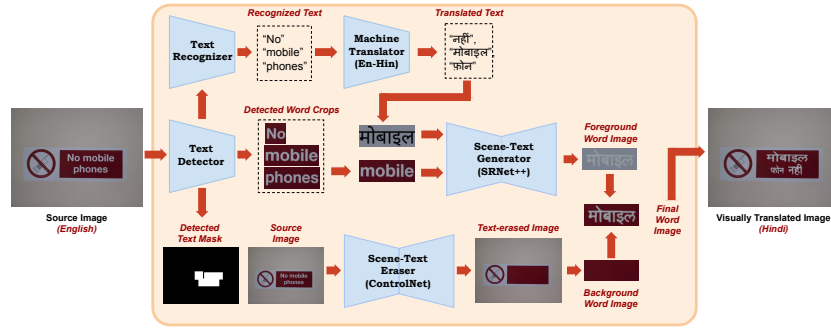 Recognized Text
Translated Text
Text
Recognizer
"No"
"mobile"
"phones"
Machine
Translator
(En-Hin)
"नहीं",
"मोबाइल",
"फ़ोन"
Detected Word Crops
No
mobile
phones
Text
Detector
मोबाइल
mobile
Scene-Text
Generator
(SRNet++)
Foreground
Word Image
मोबाइल
मोबाइल
No mobile
phones
Source Image
(English)
मोबाइल
फोन नहीं
Visually Translated Image
(Hindi)
Final
Word
Image
Detected
Text Mask
Source
Image
No mobile
phones
Scene-Text
Eraser
(ControlNet)
Text-erased Image
Background
Word Image